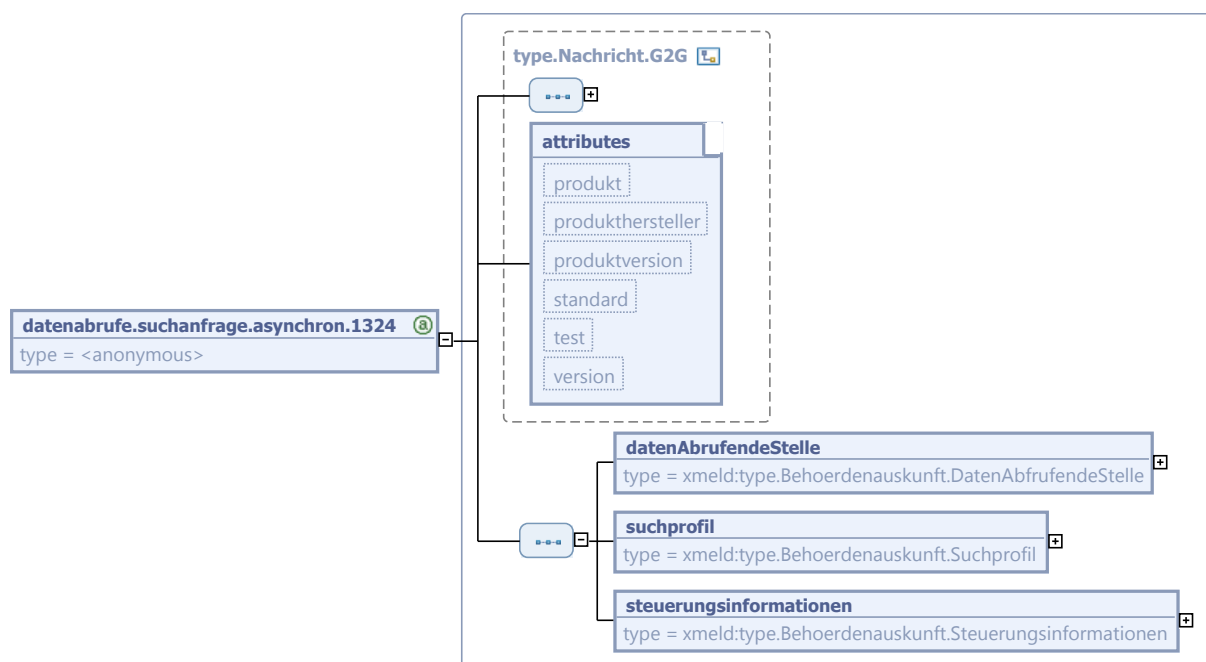 type.Nachricht.G2G
attributes
produkt
produkthersteller
produktversion
standard
test
version
datenabrufe.suchanfrage.asynchron.1324 a
type = <anonymous>
datenAbrufendeStelle
type = xmeld:type.Behoerdenauskunft.DatenAbfrufendeStelle
suchprofil
type = xmeld:type.Behoerdenauskunft.Suchprofil
steuerungsinformationen
type = xmeld:type.Behoerdenauskunft.Steuerungsinformationen